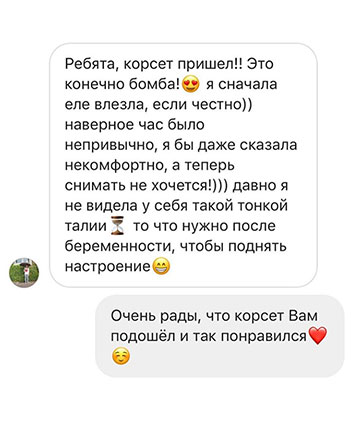 Ребята, корсет пришел!! Это
конечно бомба!😍 я сначала
еле влезла, если честно))
наверное час было
непривычно, я бы даже сказала
некомфортно, а теперь
снимать не хочется!))) давно я
не видела у себя такой тонкой
талии⏳ то что нужно после
беременности, чтобы поднять
настроение😁
Очень рады, что корсет Вам
подошёл и так понравился❤️
☺️